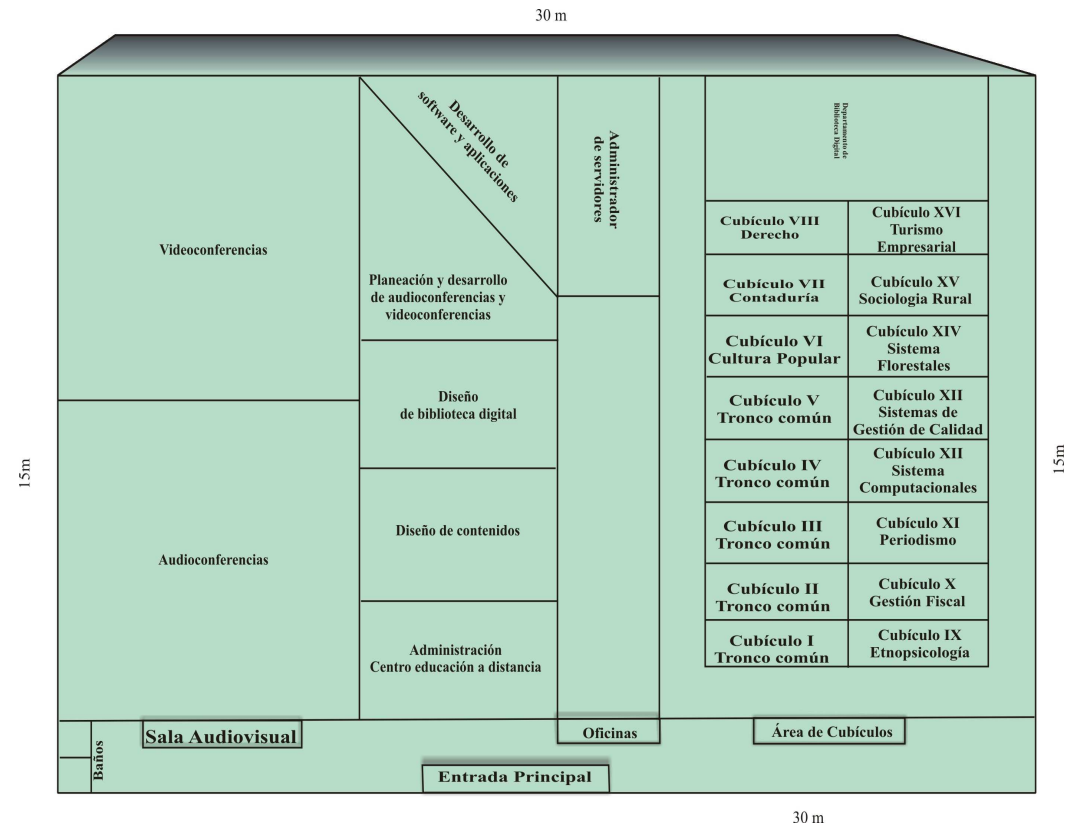 30 m
Desarrollo de
software y aplicaciones
Administrador
de servidores
Departamento de
Biblioteca Digital
Videoconferencias
Planeación y desarrollo
de audioconferencias y
videoconferencias
Diseño
de biblioteca digital
Diseño de contenidos
Administración
Centro educación a distancia
Audioconferencias
Cubículo VIII
Derecho
Cubículo XVI
Turismo
Empresarial
Cubículo VII
Contaduría
Cubículo XV
Sociologia Rural
Cubículo VI
Cultura Popular
Cubículo XIV
Sistema
Florestales
Cubículo V
Tronco común
Cubículo XII
Sistemas de
Gestión de Calidad
Cubículo IV
Tronco común
Cubículo XII
Sistema
Computacionales
Cubículo III
Tronco común
Cubículo XI
Periodismo
Cubículo II
Tronco común
Cubículo X
Gestión Fiscal
Cubículo I
Tronco común
Cubículo IX
Etnopsicología
15m
15m
Baños
Sala Audiovisual
Oficinas
Área de Cubículos
Entrada Principal
30 m